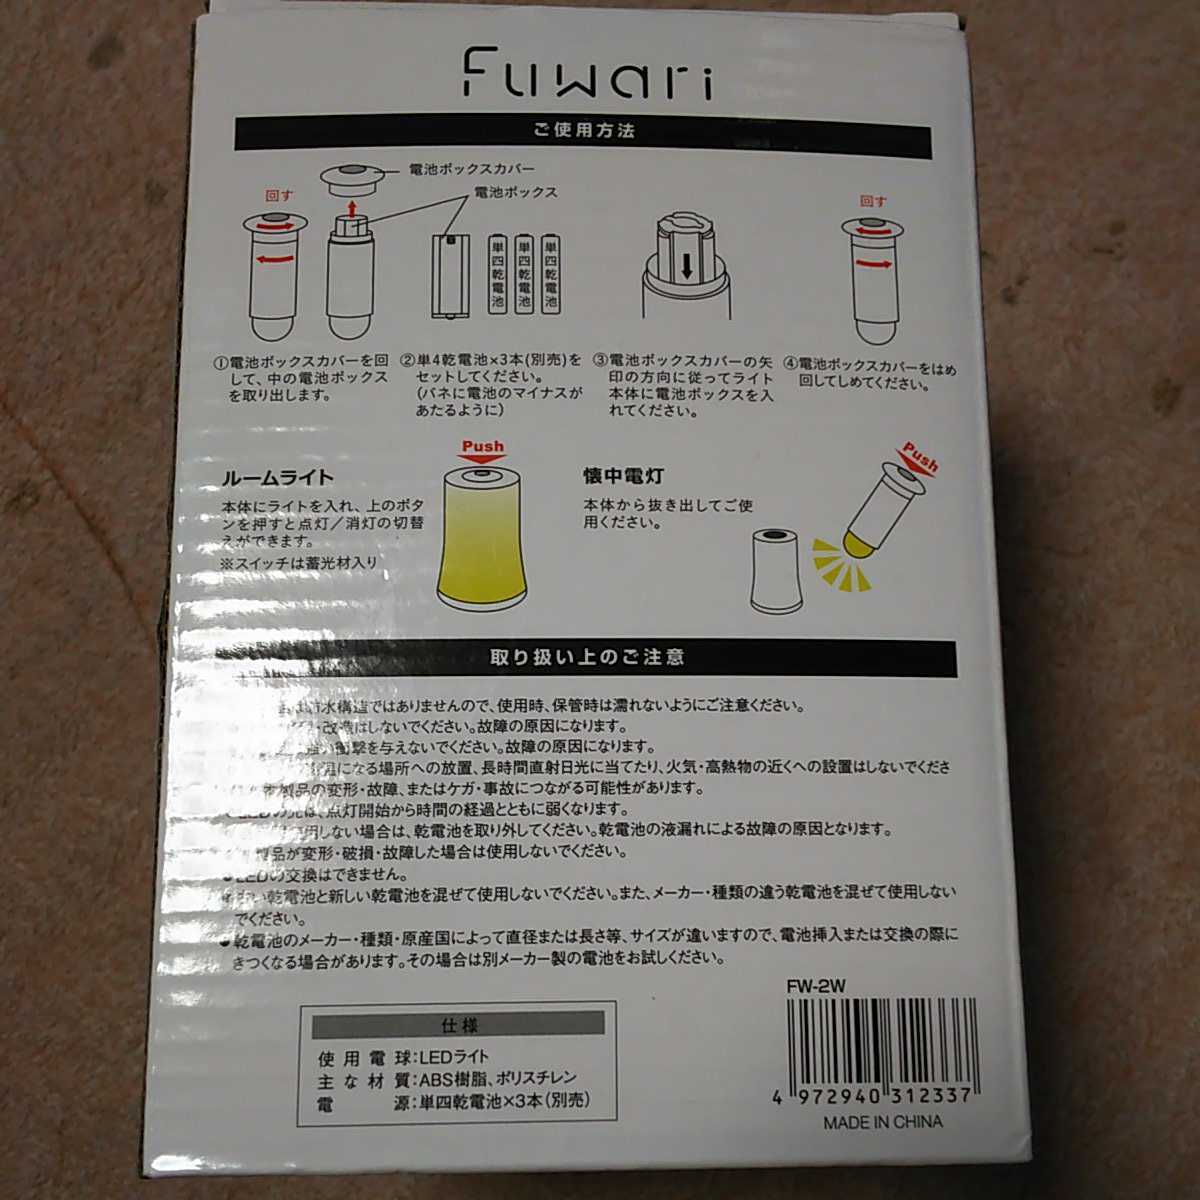 Fuwari
ご使用方法
電池ボックスカバー
電池ボックス
回す
単四乾電池
単四乾電池
単四乾電池
回す
①電池ボックスカバーを回
して、中の電池ボックス
を取り出します。
②単4乾電池×3本(別売)を
セットしてください。
(バネに電池のマイナスが
あたるように)
③電池ボックスカバーの矢
印の方向に従ってライト
本体に電池ボックスを入
れてください。
④電池ボックスカバーをはめ
回してしめてください。
ルームライト
本体にライトを入れ、上のボタ
ンを押すと点灯/消灯の切替
えができます。
※スイッチは蓄光材入り
Push
懐中電灯
本体から抜き出してご使
用ください。
Push
取り扱い上のご注意
水構造ではありませんので、使用時、保管時は濡れないようにご注意ください。
・改造はしないでください。故障の原因になります。
衝撃を与えないでください。故障の原因になります。
になる場所への放置、長時間直射日光に当てたり、火気・高熱物の近くへの設置はしないでくださ
製品の変形・故障、またはケガ・事故につながる可能性があります。
●LEDの光は、点灯開始から時間の経過とともに弱くなります。
使用しない場合は、乾電池を取り外してください。乾電池の液漏れによる故障の原因となります。
製品が変形・破損・故障した場合は使用しないでください。
●LEDの交換はできません。
●古い乾電池と新しい乾電池を混ぜて使用しないでください。また、メーカー・種類の違う乾電池を混ぜて使用しない
でください。
●乾電池のメーカー・種類・原産国によって直径または長さ等、サイズが違いますので、電池挿入または交換の際に
きつくなる場合があります。その場合は別メーカー製の電池をお試しください。
仕様
使用電球:LEDライト
主な材質:ABS樹脂、ポリスチレン
電源:単四乾電池×3本(別売)
FW-2W
4 972940 312337
MADE IN CHINA